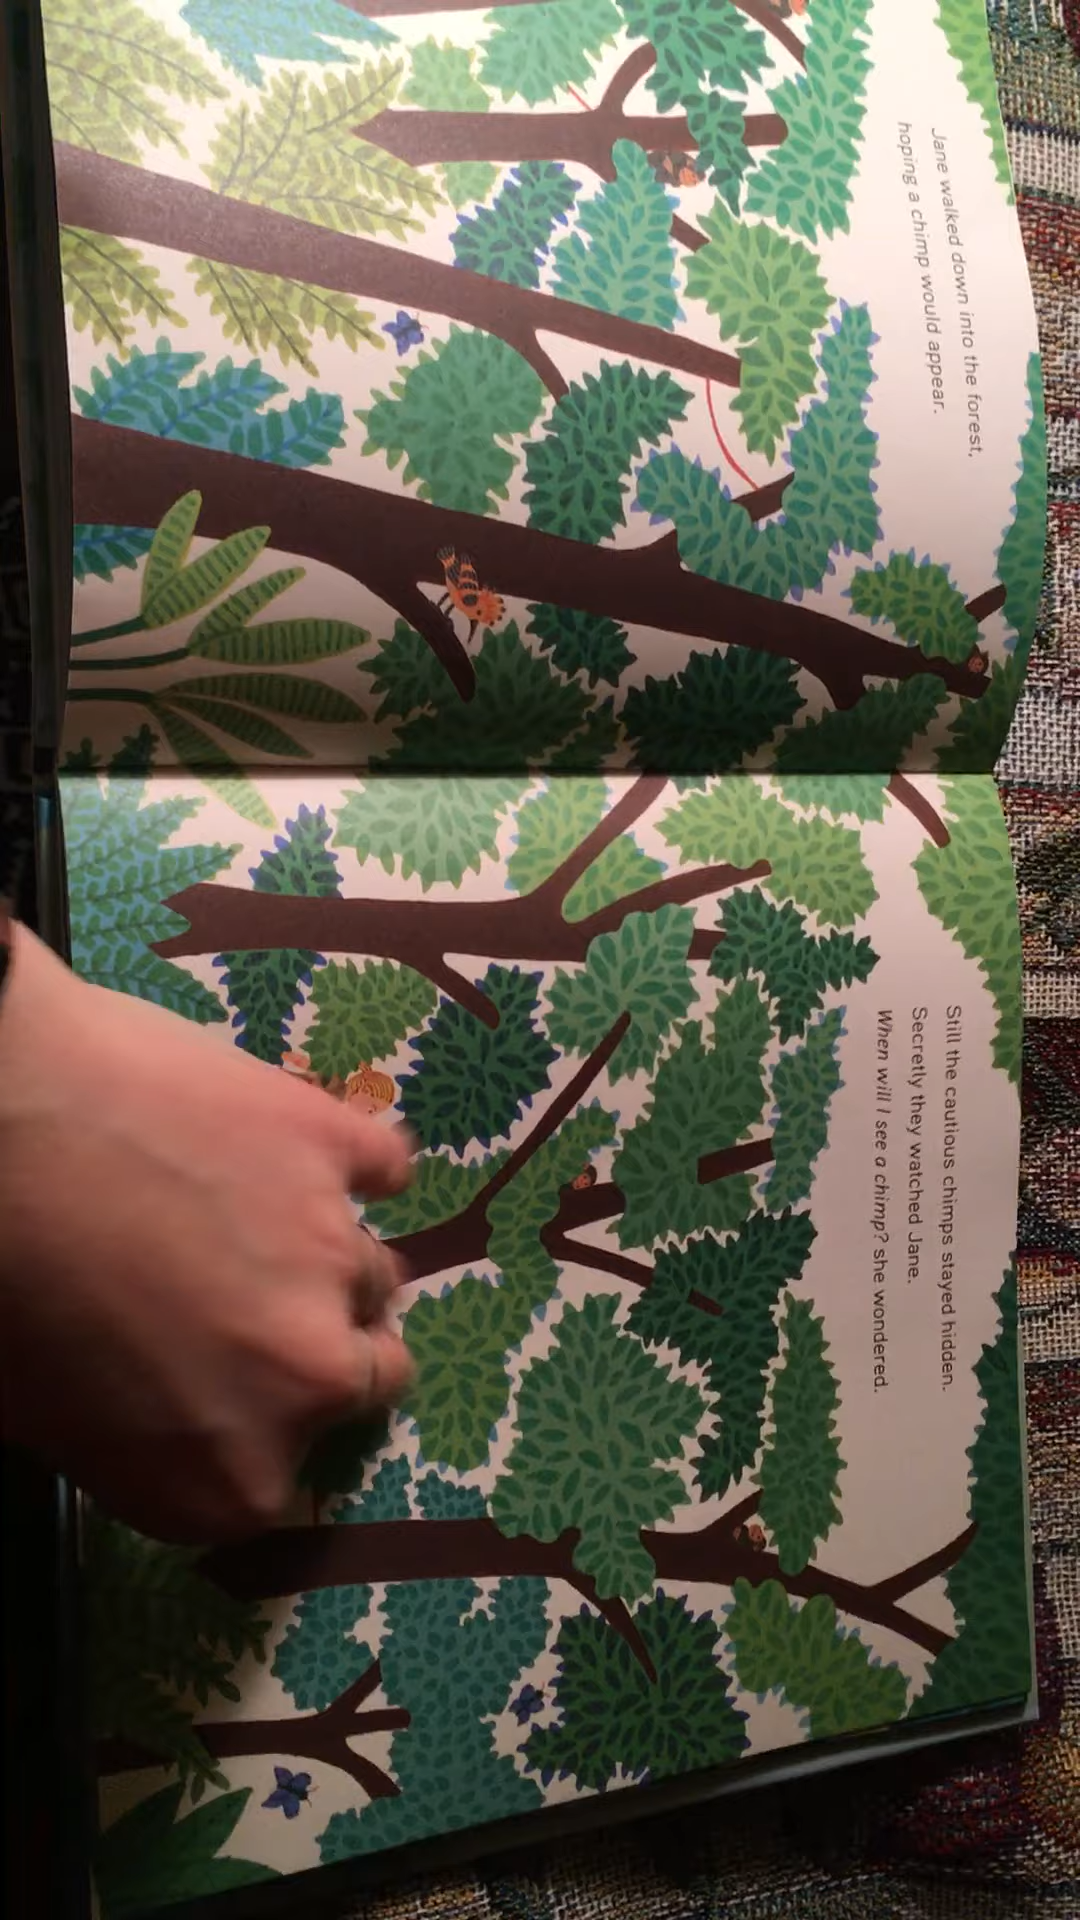 Jane walked down into the forest,
hoping a chimp would appear.
Still the cautious chimps stayed hidden.
Secretly they watched Jane.
When will I see a chimp? she wondered.